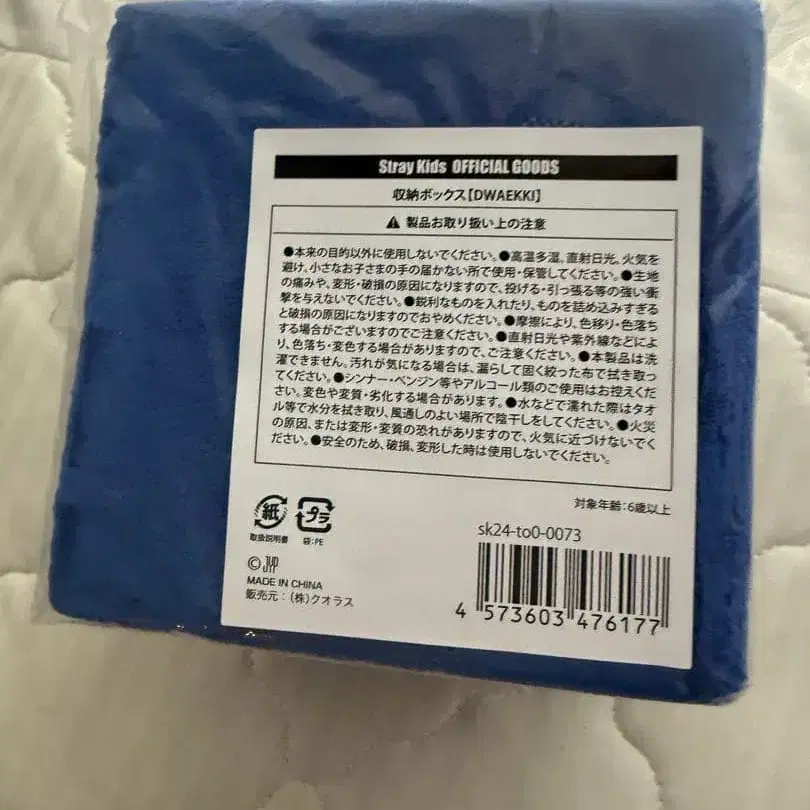 Stray Kids OFFICIAL GOODS
収納ボックス【DWAEKKI】
⚠ 製品お取り扱い上の注意
●本来の目的以外に使用しないでください。●高温多湿、直射日光、火気を
避け、小さなお子さまの手の届かない所で使用・保管してください。●生地
の痛みや、変形・破損の原因になりますので、投げる・引っ張る等の強い衝
撃を与えないでください。●鋭利なものを入れたり、ものを詰め込みすぎる
と破損の原因になりますのでおやめください。●摩擦により、色移り・色落ち
する場合がございますのでご注意ください。●直射日光や紫外線などによ
り、色落ち・変色する場合がありますので、ご注意ください。●本製品は洗
濯できません。汚れが気になる場合は、濡らして固く絞った布で拭き取っ
てください。●シンナー・ベンジン等やアルコール類のご使用はお控えくだ
さい。変色や変質・劣化する場合があります。●水などで濡れた際はタオ
ル等で水分を拭き取り、風通しのよい場所で陰干しをしてください。●火災
の原因、または変形・変質の恐れがありますので、火気に近づけないでく
ださい。●安全のため、破損、変形した時は使用しないでください。
対象年齢:6歳以上
紙 プラ
取扱説明書 袋:PE
sk24-to0-0073
©JYP
MADE IN CHINA
販売元:(株)クオラス
4 573603 476177